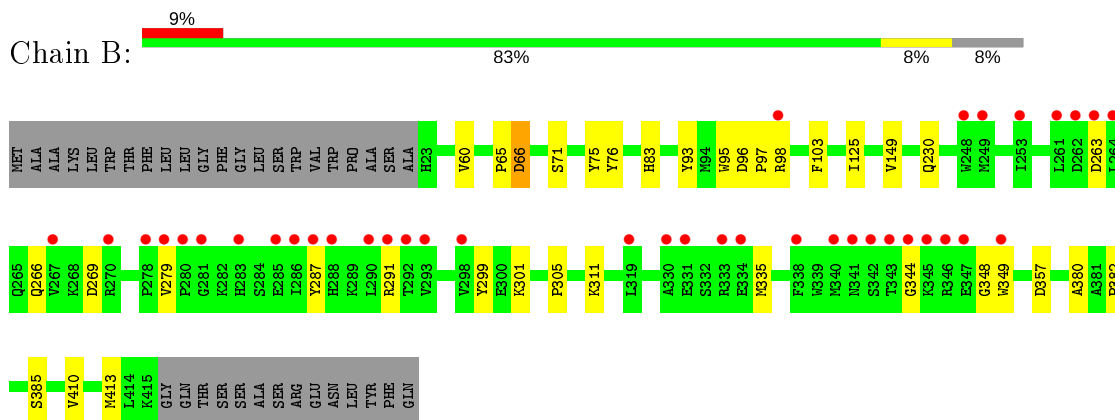 9%
Chain B:
83% 8% 8%
MET ALA ALA LYS LEU TRP THR PHE LEU LEU GLY PHE GLY LEU SER TRP VAL TRP PRO ALA SER ALA H23 V60 P65 D66 S71 Y75 Y76 H83 Y93 M94 W95 D96 P97 R98 F103 I125 V149 Q230 W248 M249 I253 L261 D262 D263 L264
Q265 Q266 V267 K268 D269 R270 P278 V279 P280 G281 K282 H283 S284 E285 I286 Y287 H288 K289 L290 R291 T292 V293 V298 Y299 E300 K301 P305 K311 L319 A330 E331 S332 R333 E334 M335 F338 W339 M340 N341 S342 T343 G344 K345 R346 E347 G348 W349 D357 A380 A381 P382
S385 V410 M413 L414 K415 GLY GLN THR SER SER ALA SER ARG GLU ASN LEU TYR PHE GLN